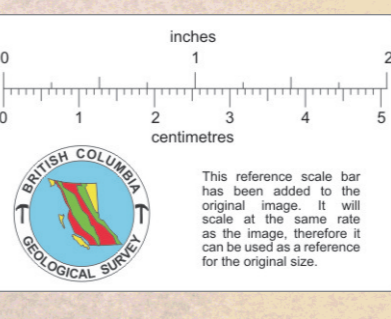 inches
0 1 2
0 1 2 3 4 5
centimetres
BRITISH COLUMBIA
GEOLOGICAL SURVEY
This reference scale bar
has been added to the
original image. It will
scale at the same rate
as the image, therefore it
can be used as a reference
for the original size.